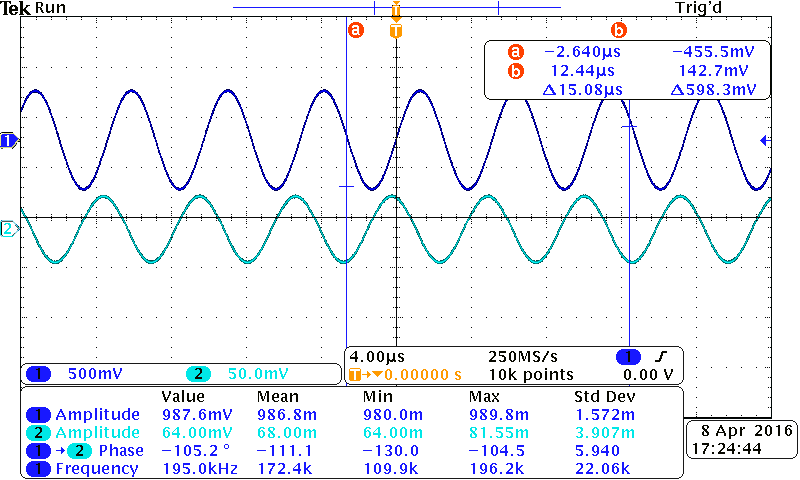 Tek Run Trig'd
T
a T b
a −2.640µs −455.5mV
b 12.44µs 142.7mV
Δ15.08µs Δ598.3mV
1
2
4.00µs 250MS/s 1
T→▼0.00000 s 10k points 0.00 V
1 500mV 2 50.0mV
Value Mean Min Max Std Dev
1 Amplitude 987.6mV 986.8m 980.0m 989.8m 1.572m
2 Amplitude 64.00mV 68.00m 64.00m 81.55m 3.907m
1→2 Phase −105.2 ° −111.1 −130.0 −104.5 5.940
1 Frequency 195.0kHz 172.4k 109.9k 196.2k 22.06k
8 Apr 2016
17:24:44